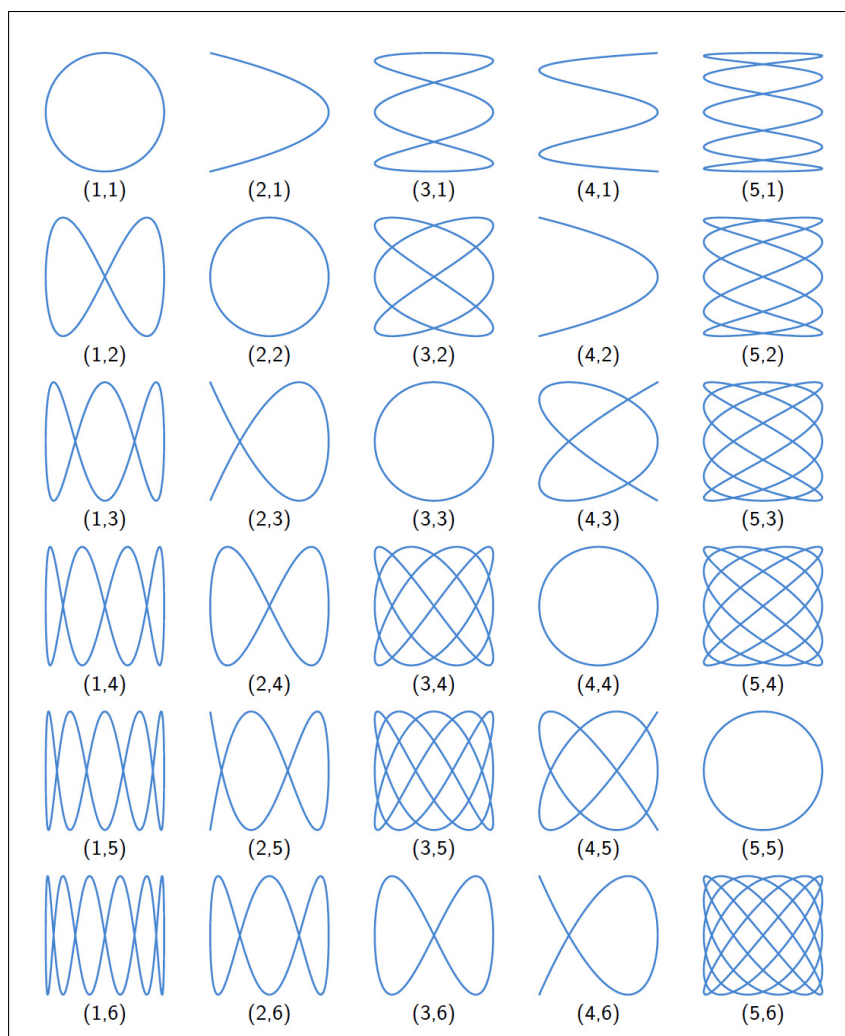 (1,1) (2,1) (3,1) (4,1) (5,1)
(1,2) (2,2) (3,2) (4,2) (5,2)
(1,3) (2,3) (3,3) (4,3) (5,3)
(1,4) (2,4) (3,4) (4,4) (5,4)
(1,5) (2,5) (3,5) (4,5) (5,5)
(1,6) (2,6) (3,6) (4,6) (5,6)